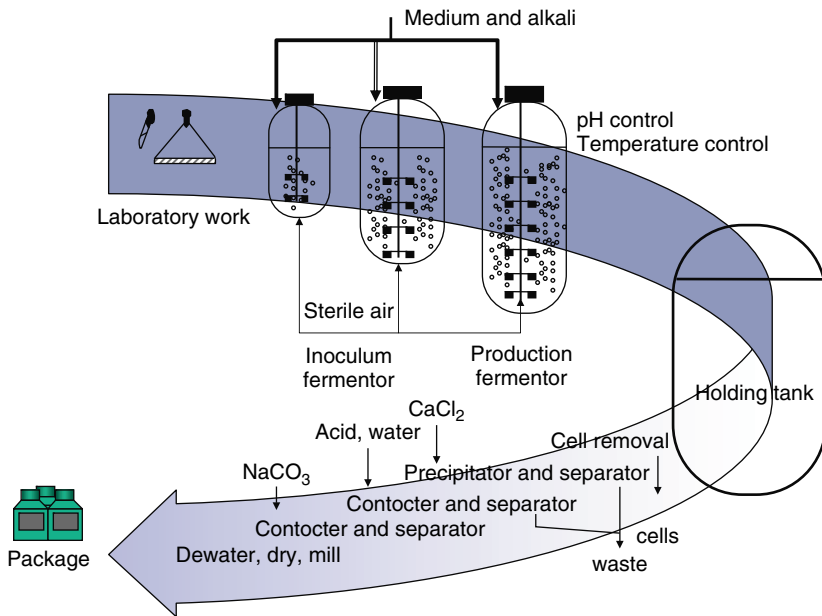 Medium and alkali
pH control
Temperature control
Laboratory work
Sterile air
Inoculum
fermentor
Production
fermentor
Holding tank
CaCl₂
Acid, water
Cell removal
NaCO₃
Precipitator and separator
Contocter and separator
Contocter and separator
cells
Dewater, dry, mill
waste
Package